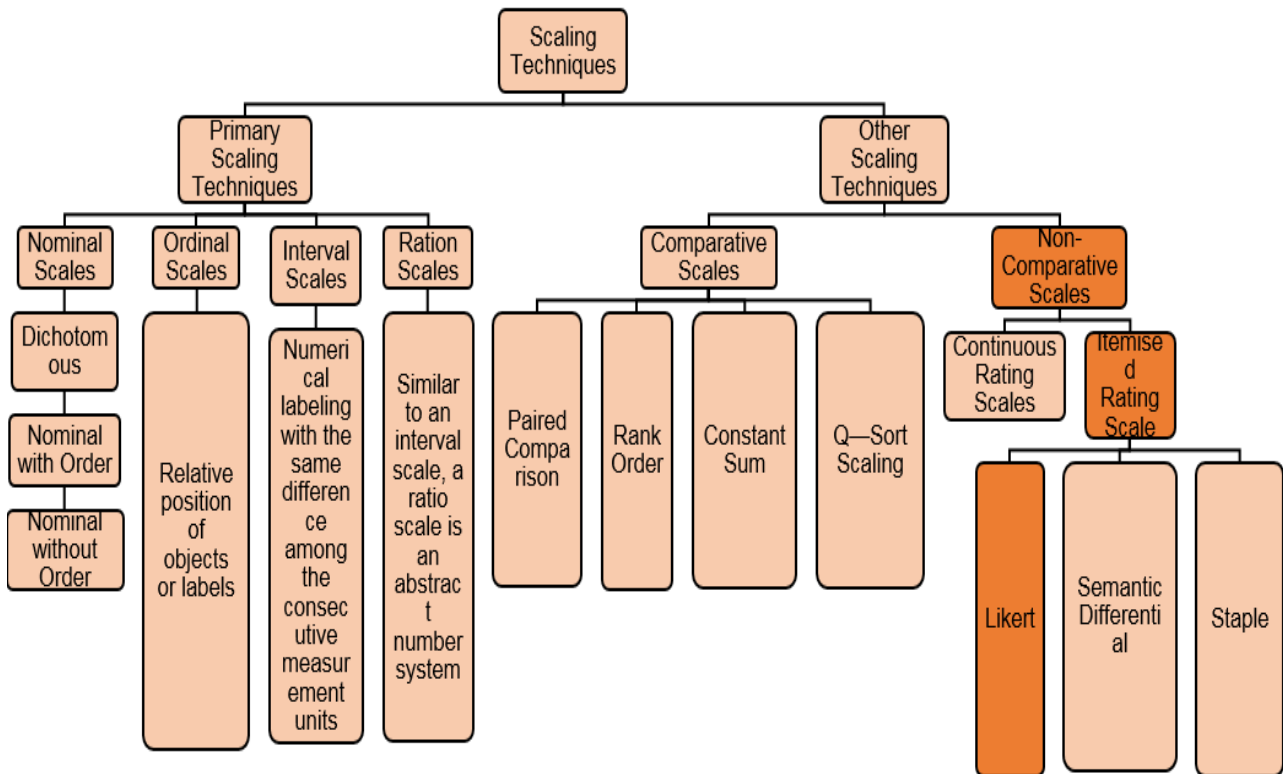 Scaling
Techniques
Primary
Scaling
Techniques
Other
Scaling
Techniques
Nominal
Scales
Ordinal
Scales
Interval
Scales
Ration
Scales
Comparative
Scales
Non-
Comparative
Scales
Dichotom
ous
Nominal
with Order
Nominal
without
Order
Relative
position
of
objects
or labels
Numeri
cal
labeling
with the
same
differen
ce
among
the
consec
utive
measur
ement
units
Similar
to an
interval
scale, a
ratio
scale is
an
abstrac
t
number
system
Paired
Compa
rison
Rank
Order
Constant
Sum
Q—Sort
Scaling
Continuous
Rating
Scales
Itemise
d
Rating
Scale
Likert
Semantic
Differenti
al
Staple